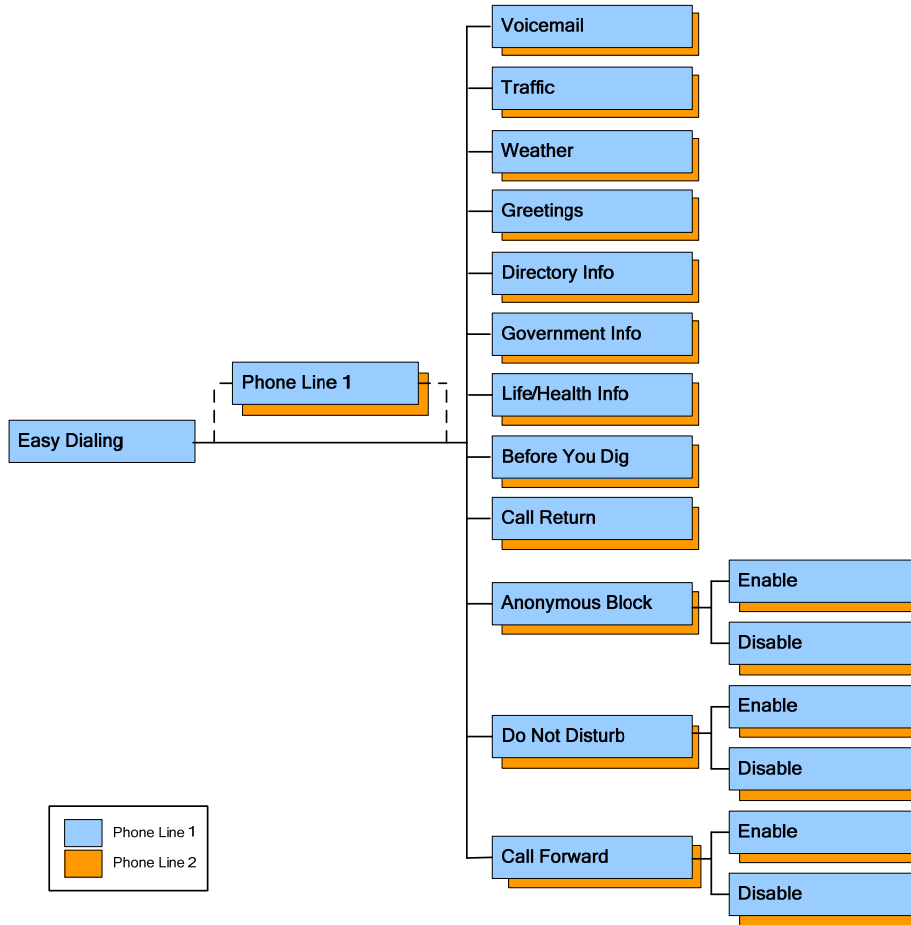 Voicemail
Traffic
Weather
Greetings
Directory Info
Government Info
Phone Line 1
Life/Health Info
Easy Dialing
Before You Dig
Call Return
Anonymous Block
Enable
Disable
Do Not Disturb
Enable
Disable
Call Forward
Enable
Disable
Phone Line 1
Phone Line 2